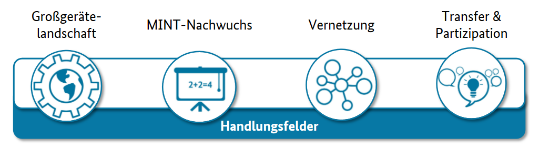 Großgeräte-
landschaft
MINT-Nachwuchs
Vernetzung
Transfer &
Partizipation
2+2=4
Handlungsfelder